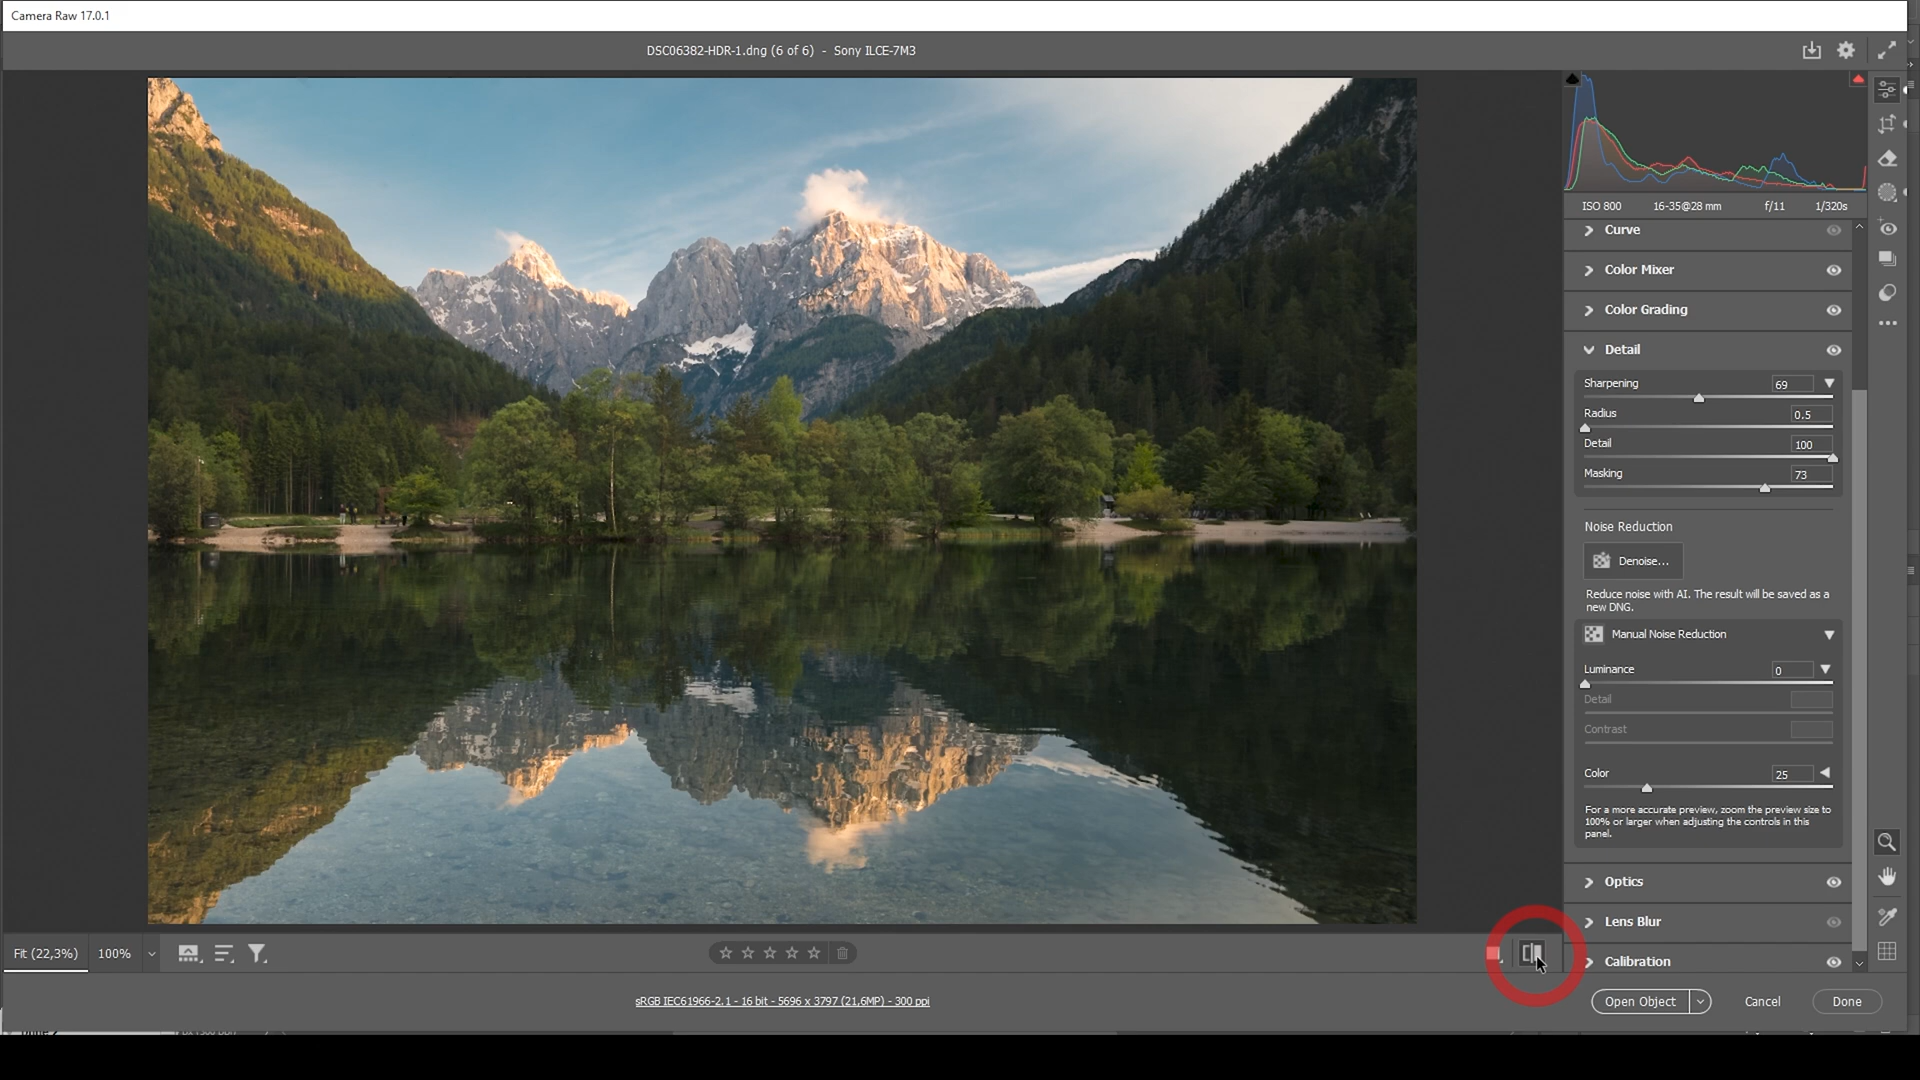 Camera Raw 17.0.1
DSC06382-HDR-1.dng (6 of 6) - Sony ILCE-7M3
ISO 800 16-35@28 mm f/11 1/320s
Curve
Color Mixer
Color Grading
Detail
Sharpening 69
Radius 0.5
Detail 100
Masking 73
Noise Reduction
Denoise...
Reduce noise with AI. The result will be saved as a
new DNG.
Manual Noise Reduction
Luminance 0
Detail
Contrast
Color 25
For a more accurate preview, zoom the preview size to
100% or larger when adjusting the controls in this
panel.
Optics
Lens Blur
Calibration
Fit (22,3%) 100%
sRGB IEC61966-2.1 - 16 bit - 5696 x 3797 (21,6MP) - 300 ppi
Open Object Cancel Done